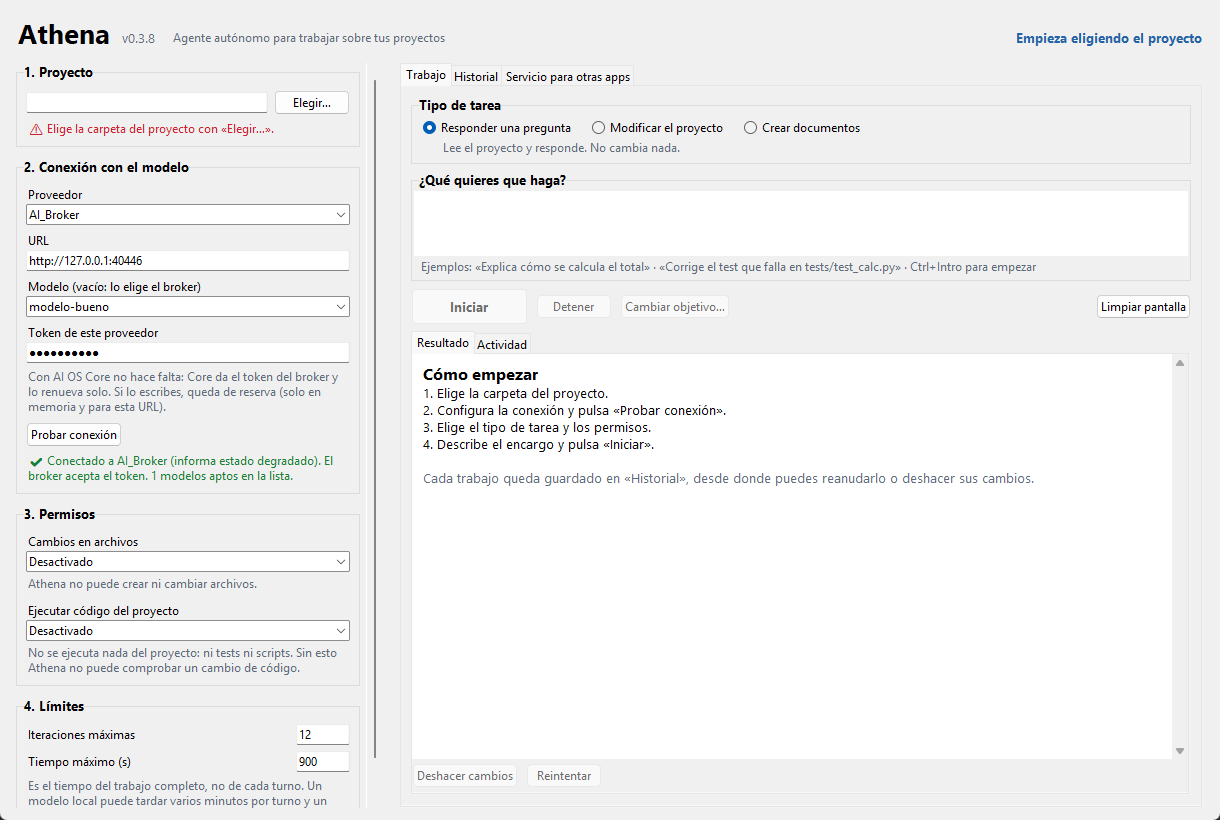 Athena v0.3.8 Agente autónomo para trabajar sobre tus proyectos
Empieza eligiendo el proyecto
1. Proyecto
Elegir...
Elige la carpeta del proyecto con «Elegir...».
2. Conexión con el modelo
Proveedor
AI_Broker
URL
http://127.0.0.1:40446
Modelo (vacío: lo elige el broker)
modelo-bueno
Token de este proveedor
●●●●●●●●●●
Con AI OS Core no hace falta: Core da el token del broker y
lo renueva solo. Si lo escribes, queda de reserva (solo en
memoria y para esta URL).
Probar conexión
Conectado a AI_Broker (informa estado degradado). El
broker acepta el token. 1 modelos aptos en la lista.
3. Permisos
Cambios en archivos
Desactivado
Athena no puede crear ni cambiar archivos.
Ejecutar código del proyecto
Desactivado
No se ejecuta nada del proyecto: ni tests ni scripts. Sin esto
Athena no puede comprobar un cambio de código.
4. Límites
Iteraciones máximas 12
Tiempo máximo (s) 900
Es el tiempo del trabajo completo, no de cada turno. Un
modelo local puede tardar varios minutos por turno y un
Trabajo Historial Servicio para otras apps
Tipo de tarea
Responder una pregunta Modificar el proyecto Crear documentos
Lee el proyecto y responde. No cambia nada.
¿Qué quieres que haga?
Ejemplos: «Explica cómo se calcula el total» · «Corrige el test que falla en tests/test_calc.py» · Ctrl+Intro para empezar
Iniciar Detener Cambiar objetivo... Limpiar pantalla
Resultado Actividad
Cómo empezar
1. Elige la carpeta del proyecto.
2. Configura la conexión y pulsa «Probar conexión».
3. Elige el tipo de tarea y los permisos.
4. Describe el encargo y pulsa «Iniciar».
Cada trabajo queda guardado en «Historial», desde donde puedes reanudarlo o deshacer sus cambios.
Deshacer cambios Reintentar